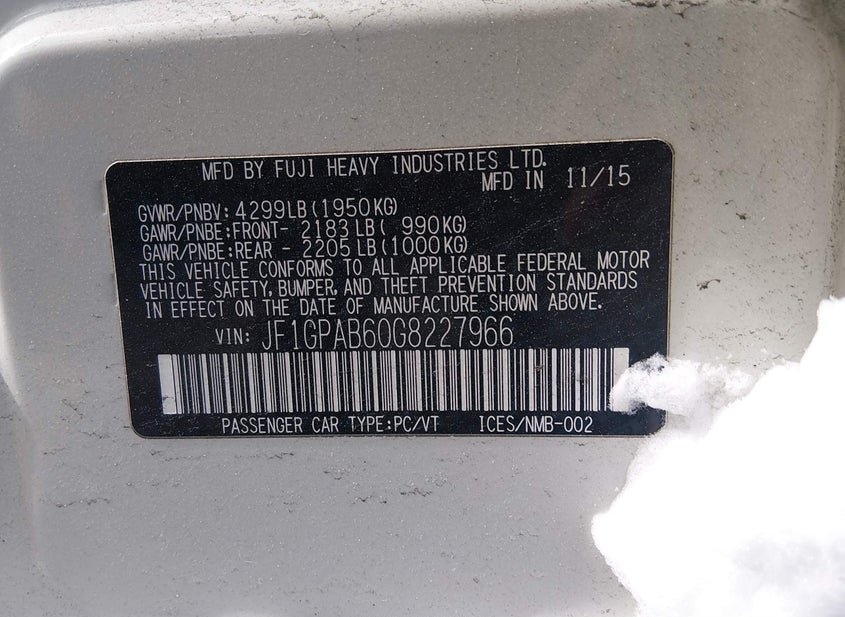 MFD BY FUJI HEAVY INDUSTRIES LTD.
MFD IN 11/15
GVWR/PNBV: 4299LB(1950KG)
GAWR/PNBE:FRONT- 2183LB( 990KG)
GAWR/PNBE:REAR - 2205LB(1000KG)
THIS VEHICLE CONFORMS TO ALL APPLICABLE FEDERAL MOTOR
VEHICLE SAFETY, BUMPER, AND THEFT PREVENTION STANDARDS
IN EFFECT ON THE DATE OF MANUFACTURE SHOWN ABOVE.
VIN: JF1GPAB60G8227966
PASSENGER CAR TYPE:PC/VT ICES/NMB-002